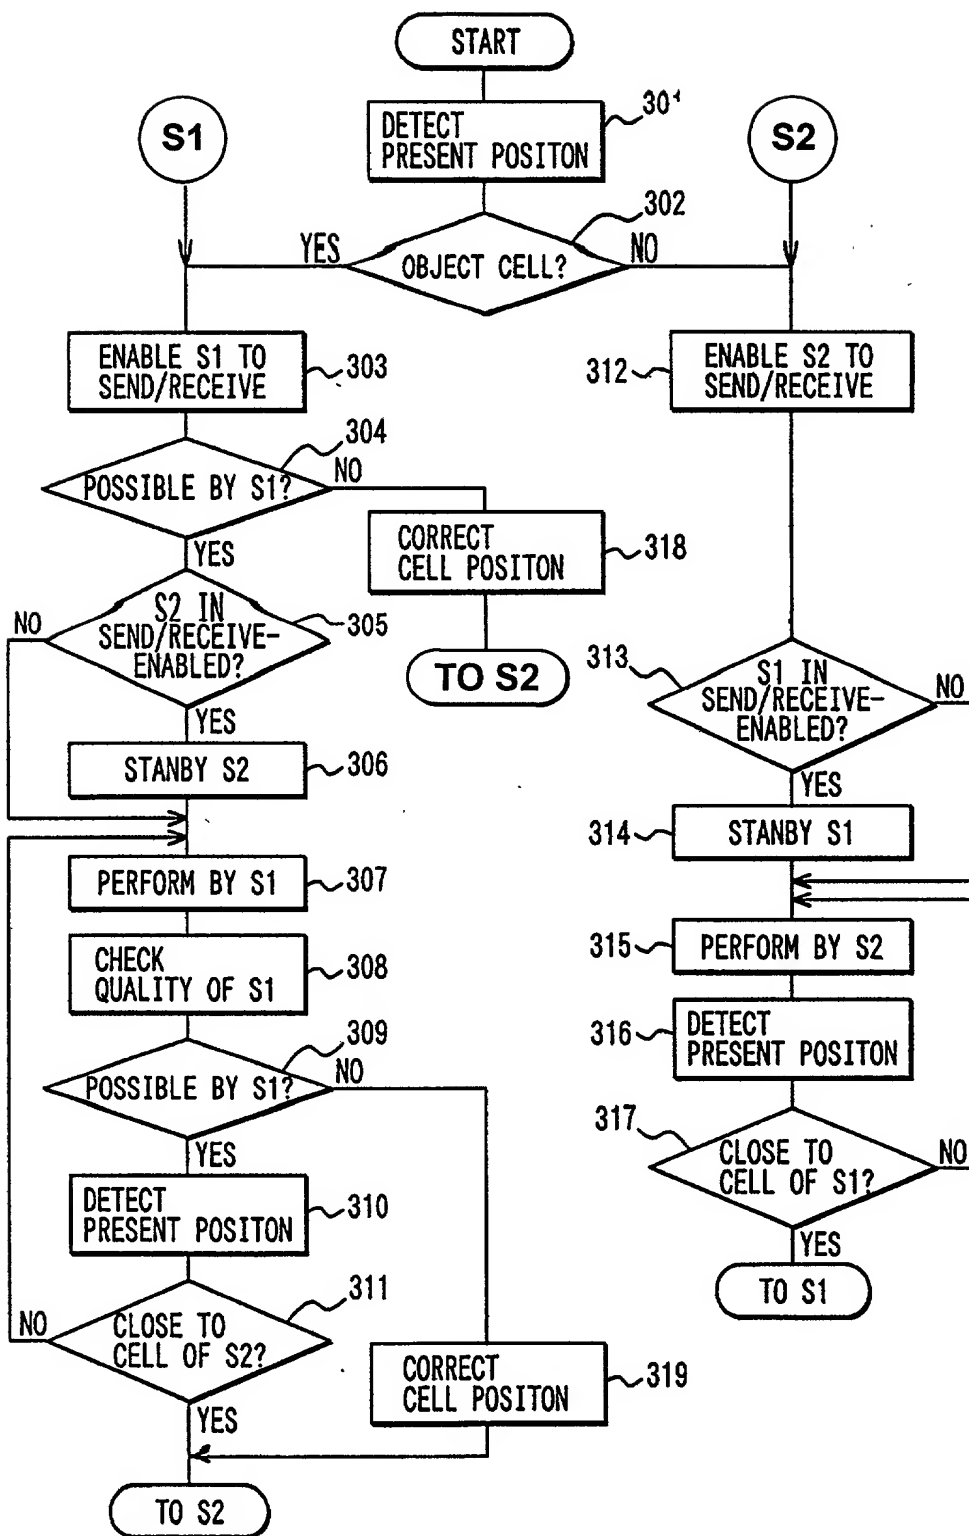 START
DETECT
PRESENT POSITON
301
S1
S2
302
YES
OBJECT CELL?
NO
ENABLE S1 TO
SEND/RECEIVE
303
312
ENABLE S2 TO
SEND/RECEIVE
304
POSSIBLE BY S1?
NO
YES
CORRECT
CELL POSITON
318
TO S2
NO
S2 IN
SEND/RECEIVE-
ENABLED?
305
YES
313
S1 IN
SEND/RECEIVE-
ENABLED?
NO
YES
STANBY S2
306
314
STANBY S1
PERFORM BY S1
307
315
PERFORM BY S2
CHECK
QUALITY OF S1
308
316
DETECT
PRESENT POSITON
309
POSSIBLE BY S1?
NO
YES
317
CLOSE TO
CELL OF S1?
NO
YES
TO S1
DETECT
PRESENT POSITON
310
311
NO
CLOSE TO
CELL OF S2?
YES
CORRECT
CELL POSITON
319
TO S2